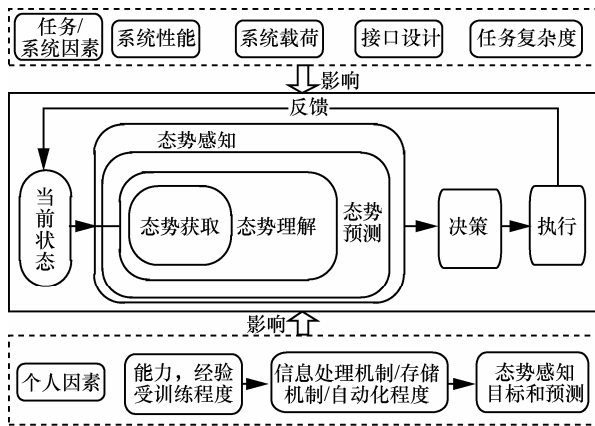 任务/
系统因素
系统性能
系统载荷
接口设计
任务复杂度
影响
反馈
态势感知
当前状态
态势获取
态势理解
态势
预测
决策
执行
影响
个人因素
能力，经验
受训练程度
信息处理机制/存储
机制/自动化程度
态势感知
目标和预测